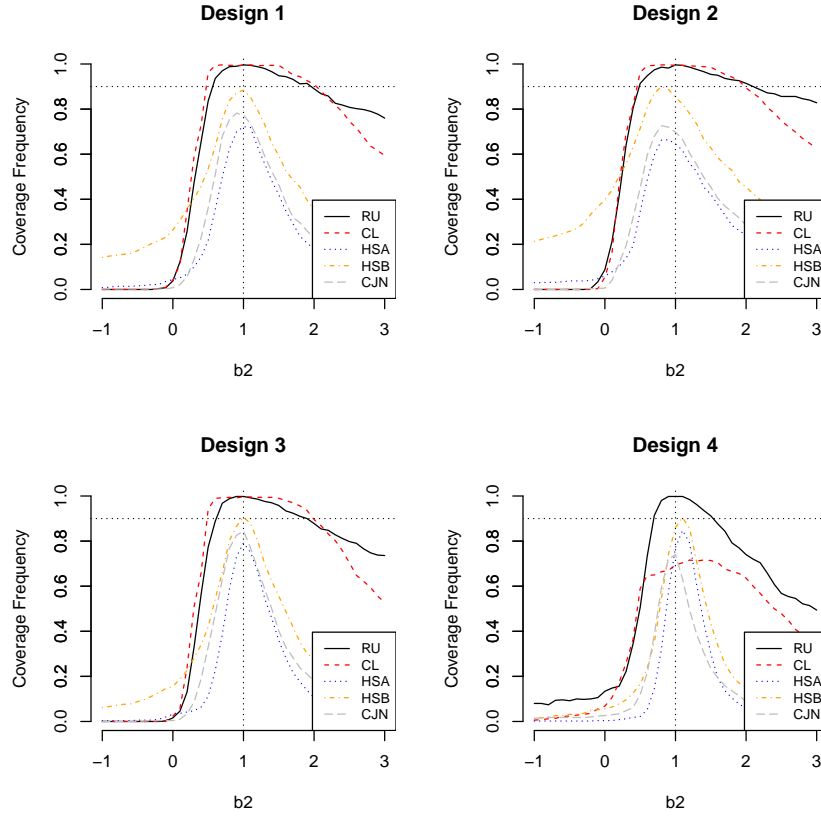 Design 1
Coverage Frequency
1.0
0.8
0.6
0.4
0.2
0.0
RU
CL
HSA
HSB
CJN
−1 0 1 2 3
b2
Design 2
Coverage Frequency
1.0
0.8
0.6
0.4
0.2
0.0
RU
CL
HSA
HSB
CJN
−1 0 1 2 3
b2
Design 3
Coverage Frequency
1.0
0.8
0.6
0.4
0.2
0.0
RU
CL
HSA
HSB
CJN
−1 0 1 2 3
b2
Design 4
Coverage Frequency
1.0
0.8
0.6
0.4
0.2
0.0
RU
CL
HSA
HSB
CJN
−1 0 1 2 3
b2